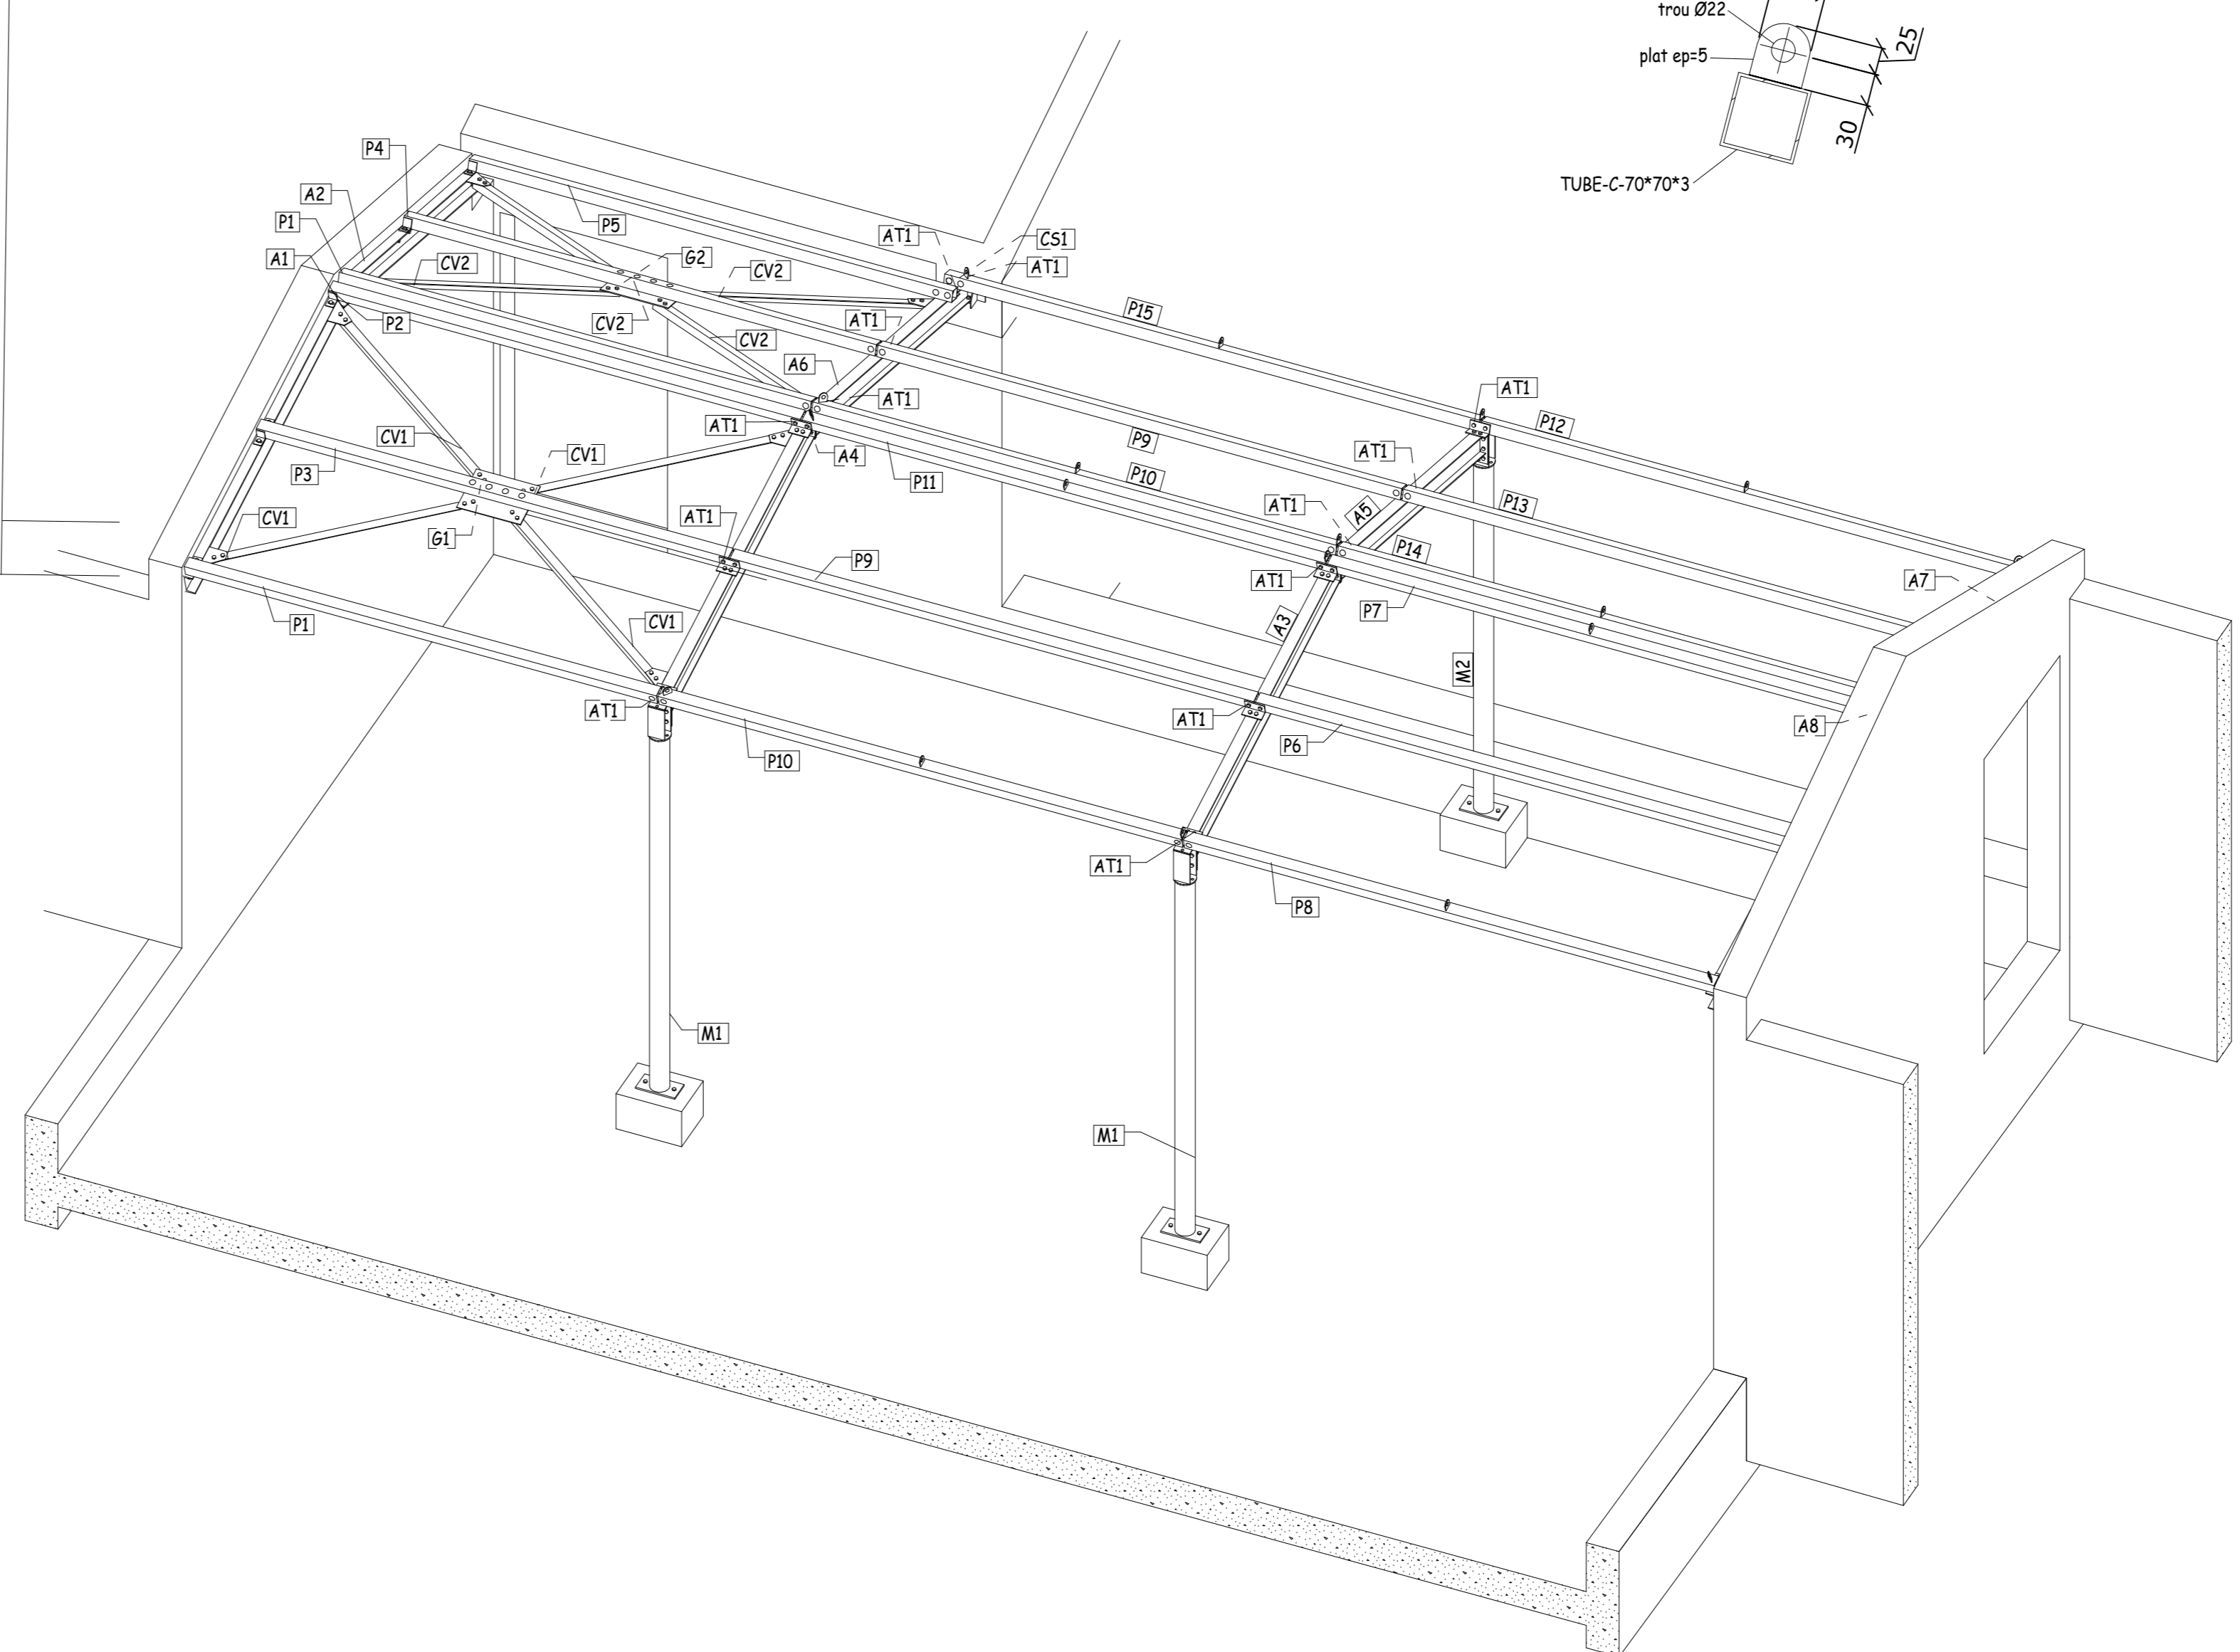 trou Ø22
25
plat ep=5
30
TUBE-C-70*70*3
P4
A2
P1
P5
AT1
CS1
A1
CV2
G2
CV2
AT1
P15
P2
CV2
AT1
CV2
A6
AT1
AT1
P12
CV1
AT1
P9
AT1
CV1
A4
P10
P3
P11
P13
AT1
A5
CV1
AT1
G1
P14
P9
AT1
A7
P7
P1
CV1
A3
M2
AT1
AT1
A8
P6
P10
AT1
P8
M1
M1